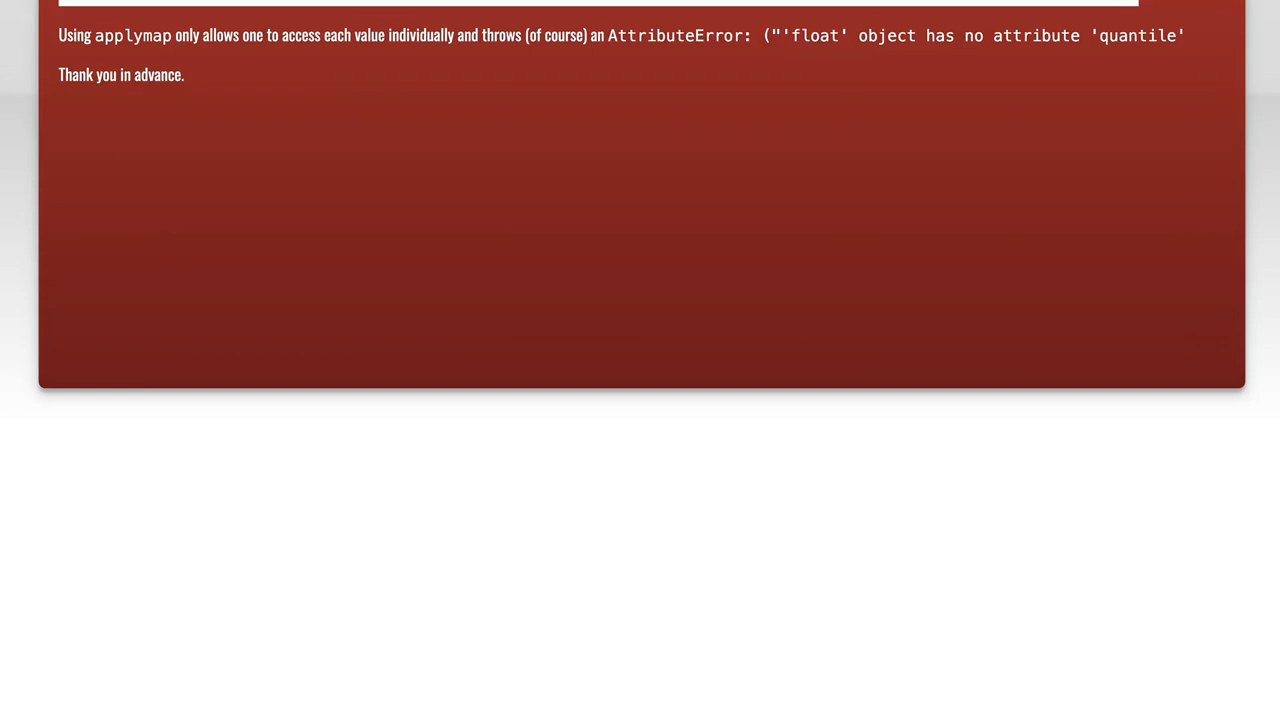 Using applymap only allows one to access each value individually and throws (of course) an AttributeError: ("'float' object has no attribute 'quantile'
Thank you in advance.